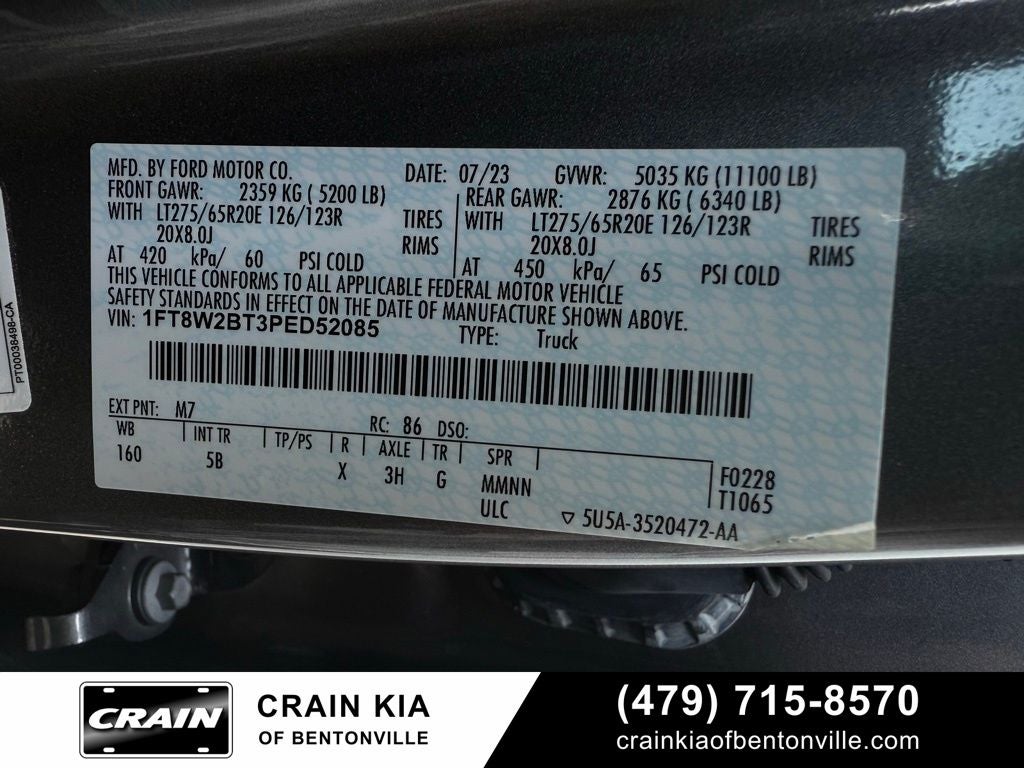 MFD. BY FORD MOTOR CO. DATE: 07/23 GVWR: 5035 KG (11100 LB)
FRONT GAWR: 2359 KG ( 5200 LB) REAR GAWR: 2876 KG ( 6340 LB)
WITH LT275/65R20E 126/123R TIRES WITH LT275/65R20E 126/123R TIRES
20X8.0J RIMS 20X8.0J RIMS
AT 420 kPa/ 60 PSI COLD AT 450 kPa/ 65 PSI COLD
THIS VEHICLE CONFORMS TO ALL APPLICABLE FEDERAL MOTOR VEHICLE
SAFETY STANDARDS IN EFFECT ON THE DATE OF MANUFACTURE SHOWN ABOVE.
VIN: 1FT8W2BT3PED52085 TYPE: Truck
EXT PNT: M7 RC: 86 DSO:
WB INT TR TP/PS R AXLE TR SPR
160 5B X 3H G MMNN F0228
ULC T1065
5U5A-3520472-AA
PT00038498-CA
CRAIN
CRAIN KIA
OF BENTONVILLE
(479) 715-8570
crainkiaofbentonville.com